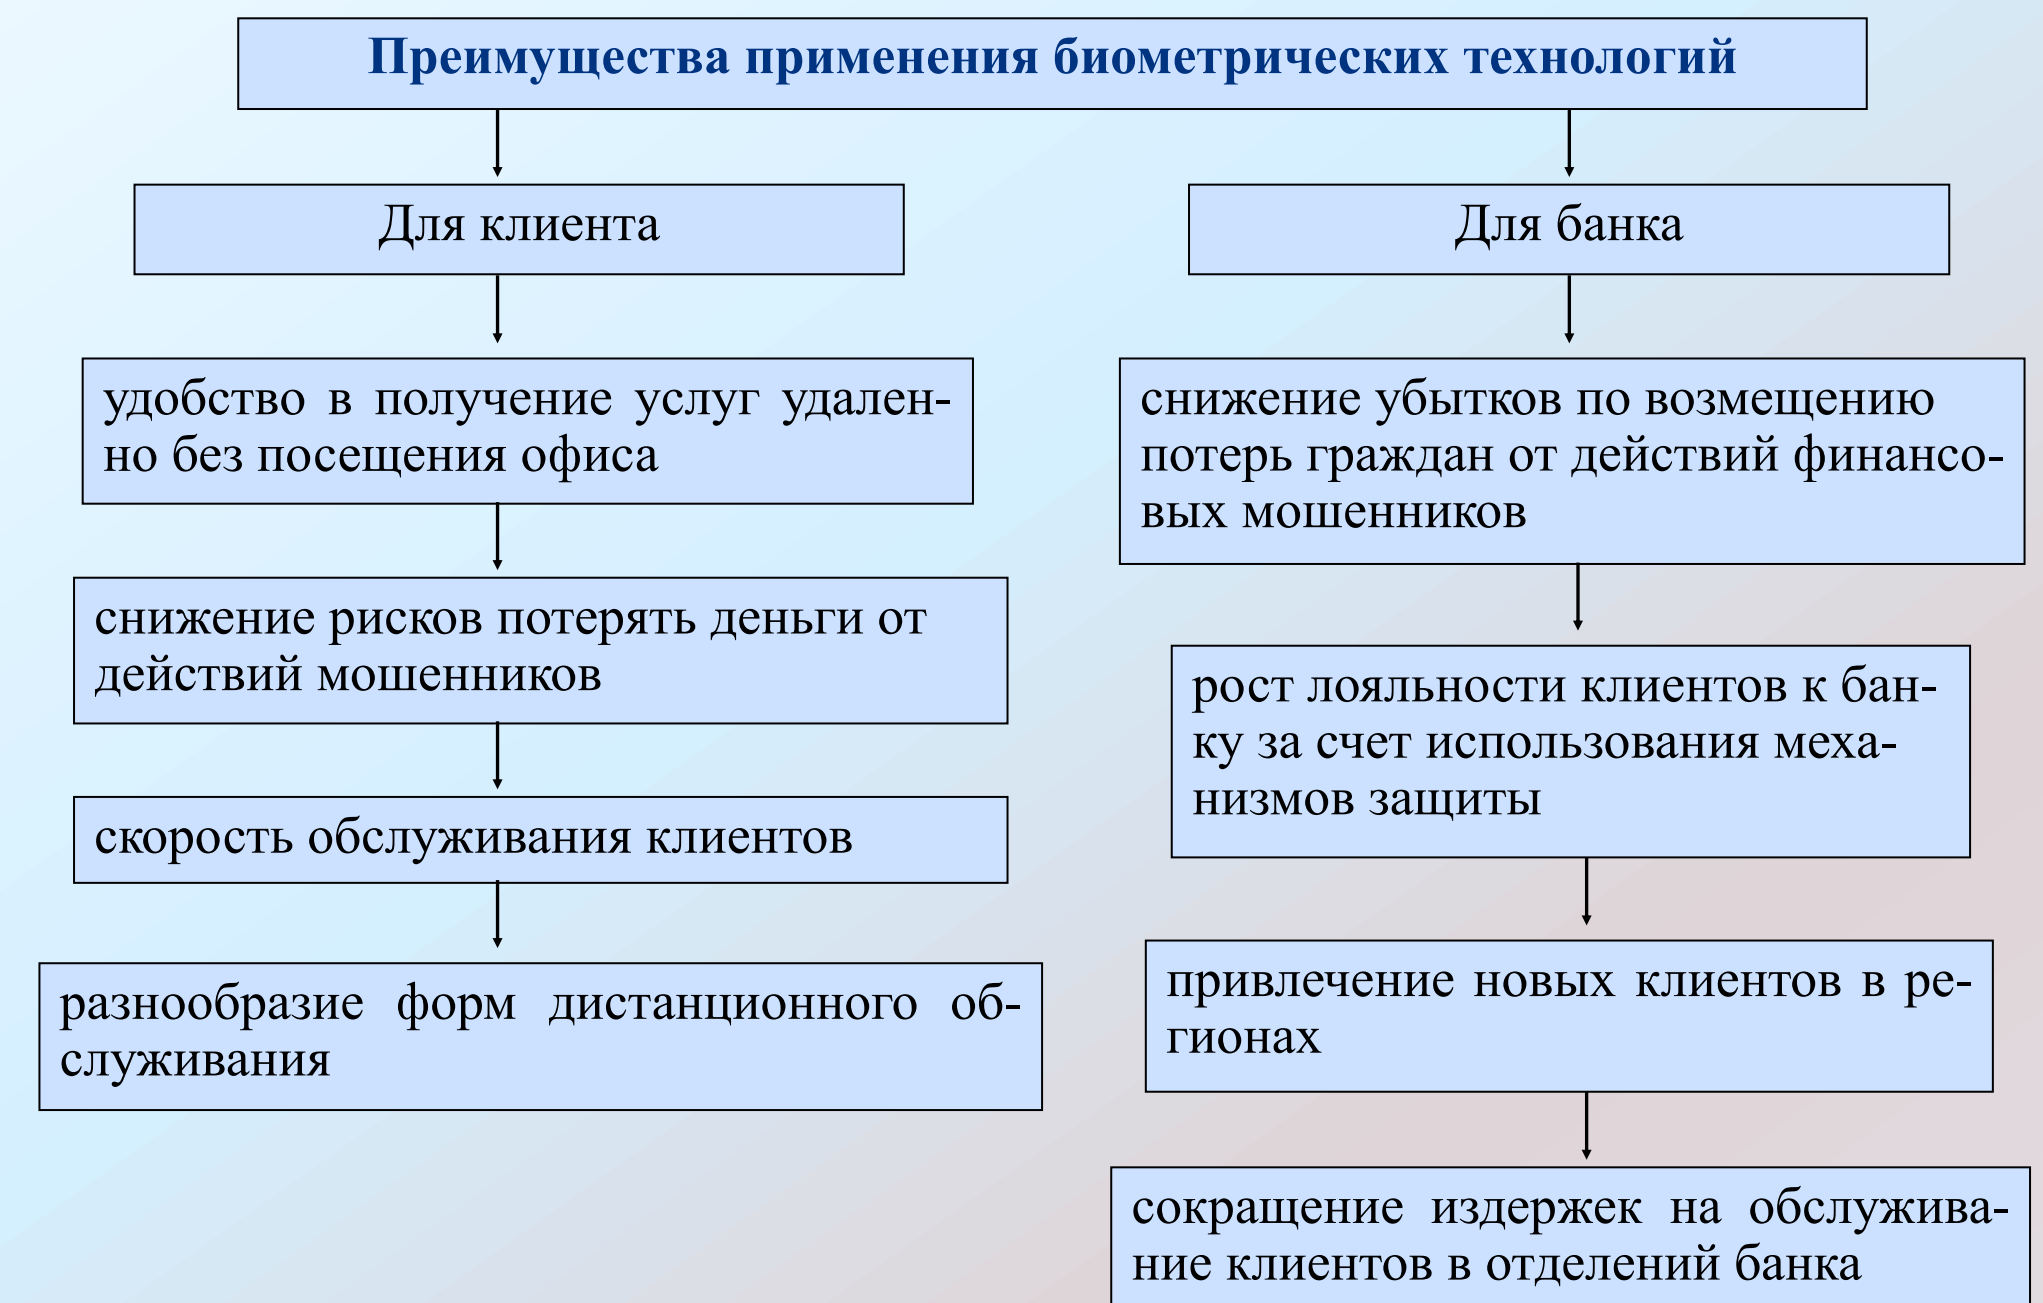 Преимущества применения биометрических технологий
Для клиента
удобство в получение услуг удален-
но без посещения офиса
снижение рисков потерять деньги от
действий мошенников
скорость обслуживания клиентов
разнообразие форм дистанционного об-
служивания
Для банка
снижение убытков по возмещению
потерь граждан от действий финансо-
вых мошенников
рост лояльности клиентов к бан-
ку за счет использования меха-
низмов защиты
привлечение новых клиентов в ре-
гионах
сокращение издержек на обслужива-
ние клиентов в отделений банка